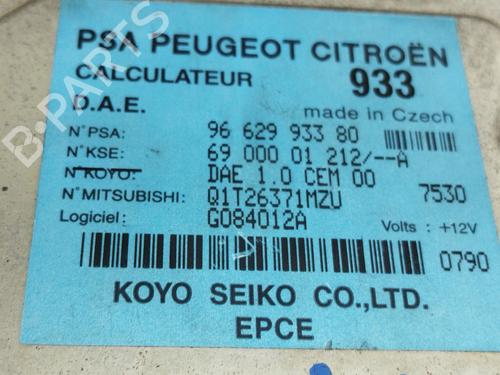 PSA PEUGEOT CITROËN
CALCULATEUR 933
D.A.E. made in Czech
N° PSA: 96 629 933 80
N° KSE: 69 000 01 212/--A
N° KOYO: DAE 1.0 CEM 00
N° MITSUBISHI: Q1T26371MZU 7530
Logiciel: G084012A Volts : +12V
0790
KOYO SEIKO CO.,LTD.
EPCE
B-PARTS